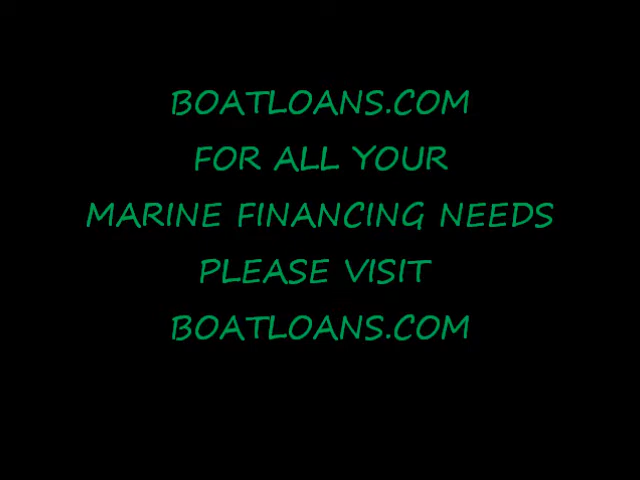 BOATLOANS.COM
FOR ALL YOUR
MARINE FINANCING NEEDS
PLEASE VISIT
BOATLOANS.COM